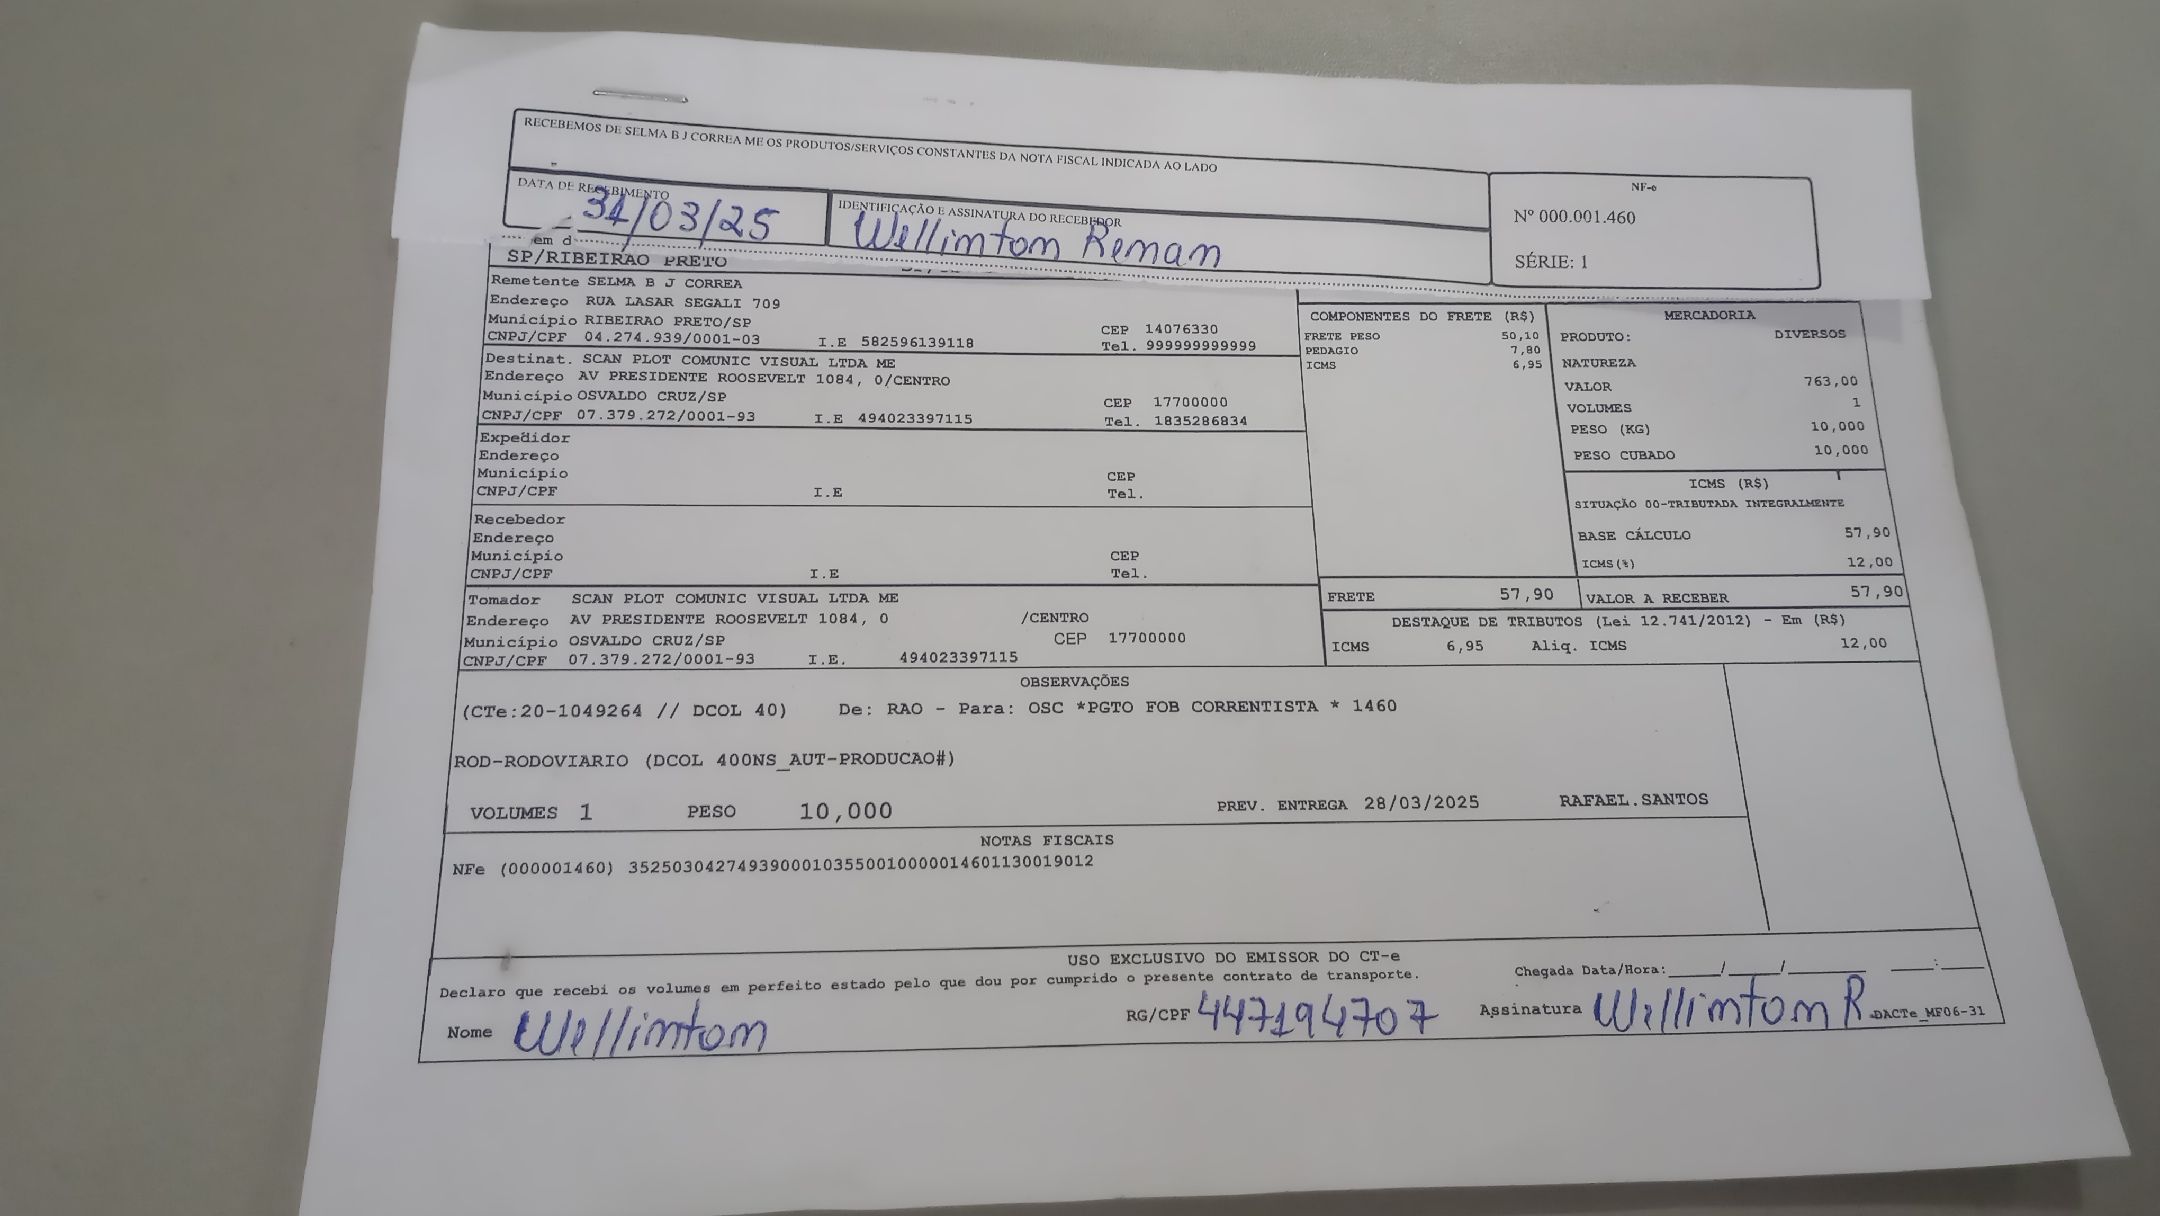 RECEBEMOS DE SELMA B J CORREA ME OS PRODUTOS/SERVIÇOS CONSTANTES DA NOTA FISCAL INDICADA AO LADO
DATA DE RECEBIMENTO
31/03/25
IDENTIFICAÇÃO E ASSINATURA DO RECEBEDOR
Wellimtom Renan
NF-e
Nº 000.001.460
SÉRIE: 1
em d
SP/RIBEIRAO PRETO
Remetente SELMA B J CORREA
Endereço RUA LASAR SEGALI 709
Município RIBEIRAO PRETO/SP CEP 14076330
CNPJ/CPF 04.274.939/0001-03 I.E 582596139118 Tel. 999999999999
Destinat. SCAN PLOT COMUNIC VISUAL LTDA ME
Endereço AV PRESIDENTE ROOSEVELT 1084, 0/CENTRO
Município OSVALDO CRUZ/SP CEP 17700000
CNPJ/CPF 07.379.272/0001-93 I.E 494023397115 Tel. 1835286834
Expedidor
Endereço
Município CEP
CNPJ/CPF I.E Tel.
Recebedor
Endereço
Município CEP
CNPJ/CPF I.E Tel.
Tomador SCAN PLOT COMUNIC VISUAL LTDA ME
Endereço AV PRESIDENTE ROOSEVELT 1084, 0 /CENTRO
Município OSVALDO CRUZ/SP CEP 17700000
CNPJ/CPF 07.379.272/0001-93 I.E. 494023397115
COMPONENTES DO FRETE (R$)
FRETE PESO 50,10
PEDAGIO 7,80
ICMS 6,95
MERCADORIA
PRODUTO: DIVERSOS
NATUREZA
VALOR 763,00
VOLUMES 1
PESO (KG) 10,000
PESO CUBADO 10,000
ICMS (R$)
SITUAÇÃO 00-TRIBUTADA INTEGRALMENTE
BASE CÁLCULO 57,90
ICMS(%) 12,00
FRETE 57,90 VALOR A RECEBER 57,90
DESTAQUE DE TRIBUTOS (Lei 12.741/2012) - Em (R$)
ICMS 6,95 Aliq. ICMS 12,00
OBSERVAÇÕES
(CTe:20-1049264 // DCOL 40) De: RAO - Para: OSC *PGTO FOB CORRENTISTA * 1460
ROD-RODOVIARIO (DCOL 400NS_AUT-PRODUCAO#)
VOLUMES 1 PESO 10,000 PREV. ENTREGA 28/03/2025 RAFAEL.SANTOS
NOTAS FISCAIS
NFe (000001460) 35250304274939000103550010000014601130019012
USO EXCLUSIVO DO EMISSOR DO CT-e
Declaro que recebi os volumes em perfeito estado pelo que dou por cumprido o presente contrato de transporte. Chegada Data/Hora:____/____/______ ____:____
Nome Wellimtom RG/CPF 447194707 Assinatura Wellimtom R DACTe_MF06-31